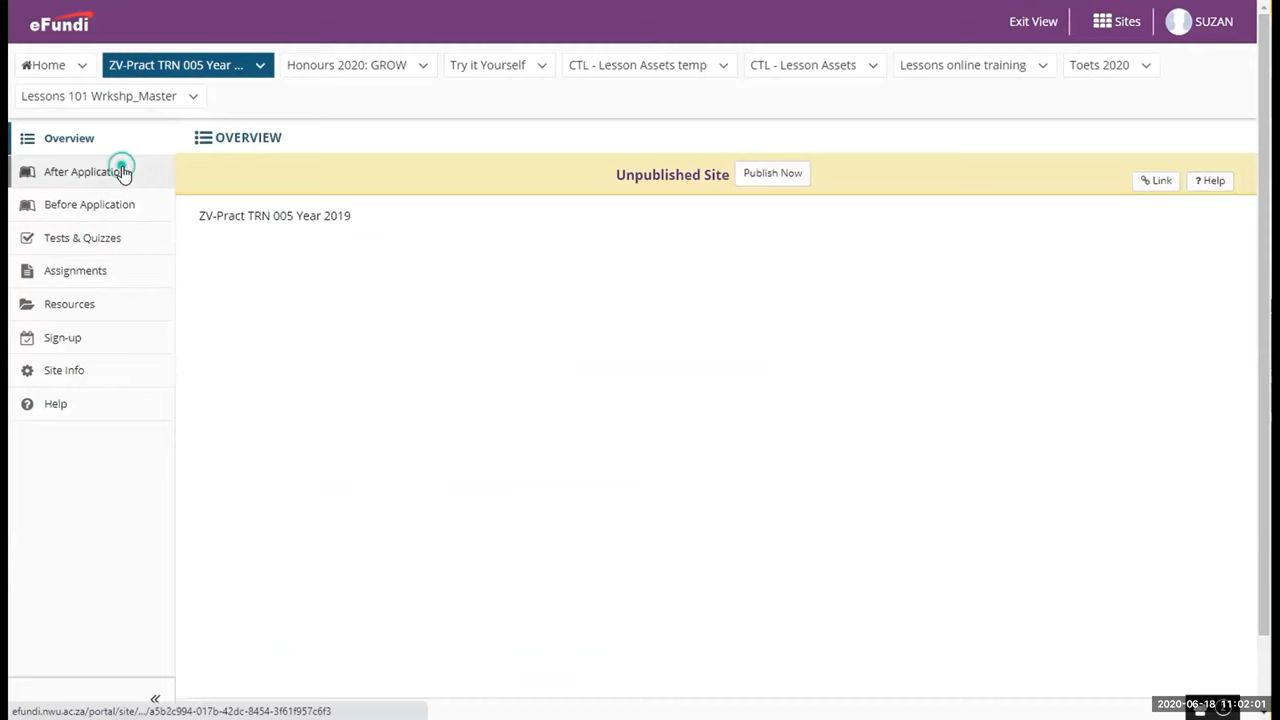 eFundi
Exit View
Sites
SUZAN
Home
ZV-Pract TRN 005 Year ...
Honours 2020: GROW
Try it Yourself
CTL - Lesson Assets temp
CTL - Lesson Assets
Lessons online training
Toets 2020
Lessons 101 Wrkshp_Master
Overview
After Application
Before Application
Tests & Quizzes
Assignments
Resources
Sign-up
Site Info
Help
OVERVIEW
Unpublished Site
Publish Now
Link
? Help
ZV-Pract TRN 005 Year 2019
efundi.nwu.ac.za/portal/site/.../a5b2c994-017b-42dc-8454-3f61f957c6f3
2020-06-18 11:02:01